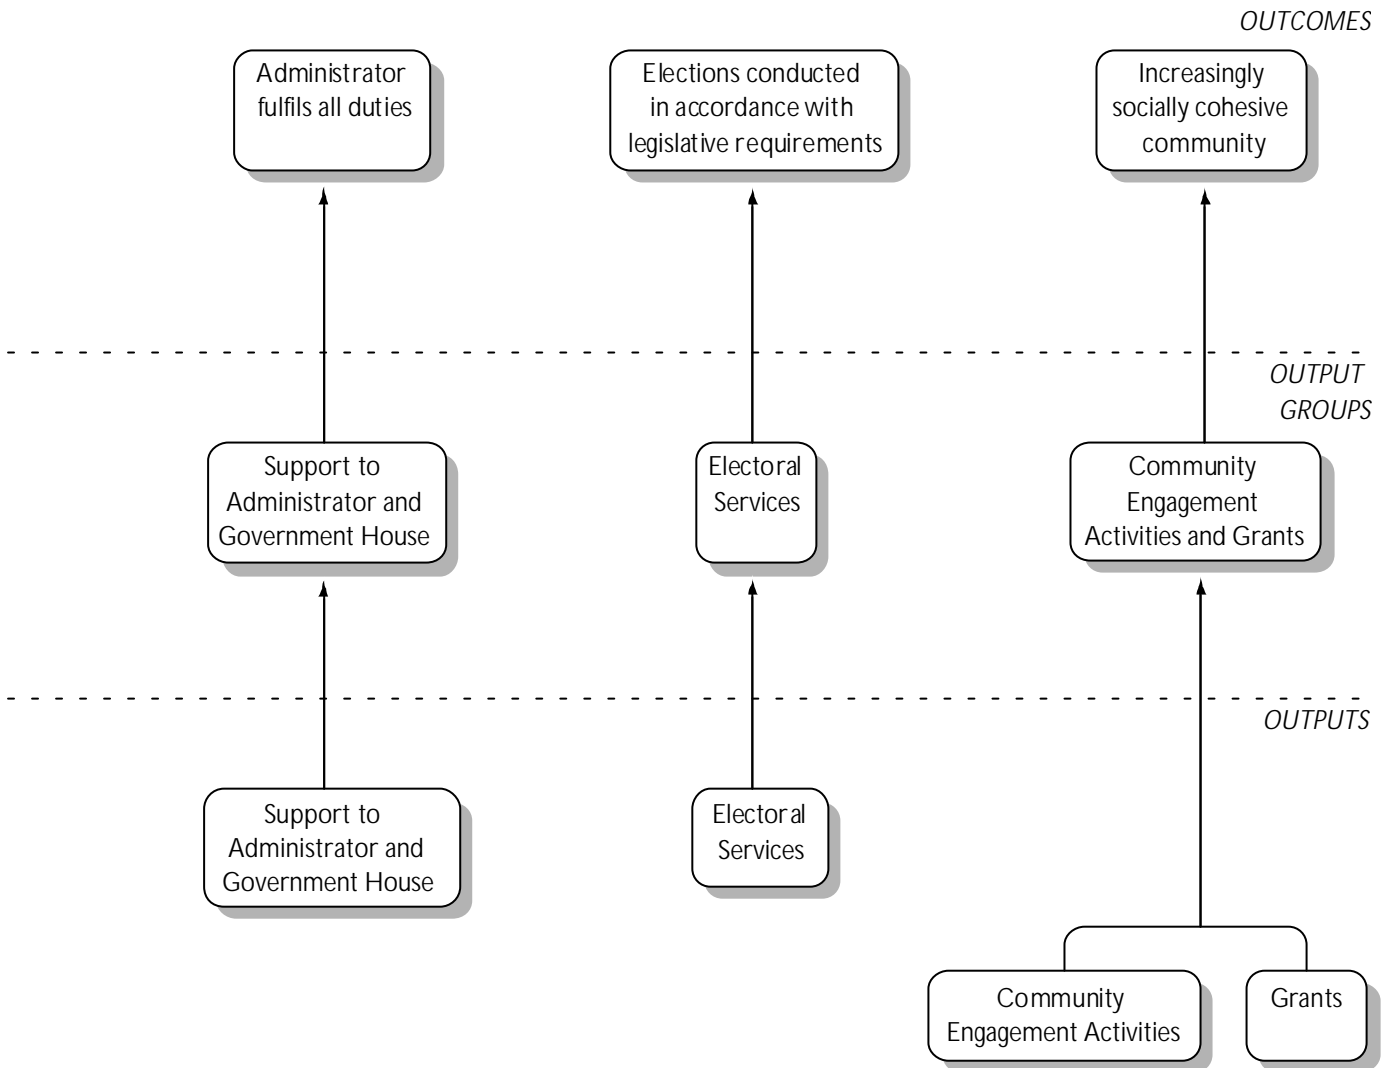 OUTCOMES
Administrator
fulfils all duties
Elections conducted
in accordance with
legislative requirements
Increasingly
socially cohesive
community
OUTPUT
GROUPS
Support to
Administrator and
Government House
Electoral
Services
Community
Engagement
Activities and Grants
OUTPUTS
Support to
Administrator and
Government House
Electoral
Services
Community
Engagement Activities
Grants